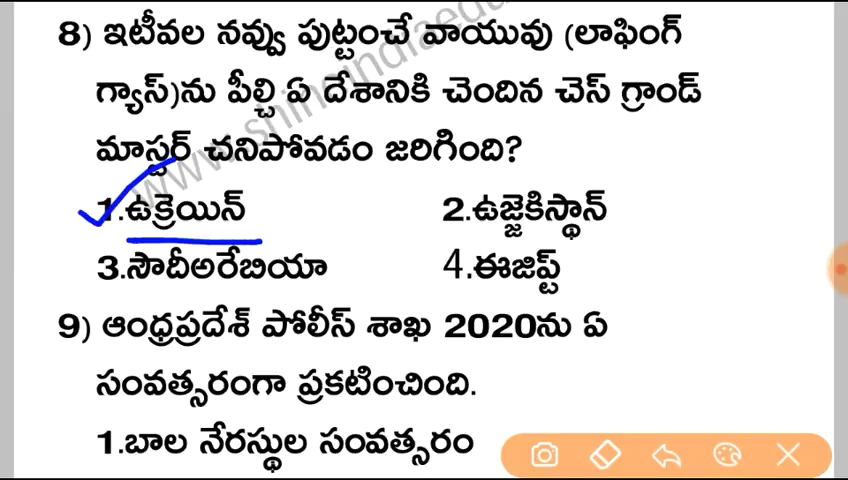 8) ఇటీవల నవ్వు పుట్టంచే వాయువు (లాఫింగ్
గ్యాస్)ను పీల్చి ఏ దేశానికి చెందిన చెస్ గ్రాండ్
మాస్టర్ చనిపోవడం జరిగింది?
1.ఉక్రెయిన్ 2.ఉజ్జెకిస్థాన్
3.సౌదీఅరేబియా 4.ఈజిప్ట్
9) ఆంధ్రప్రదేశ్ పోలీస్ శాఖ 2020ను ఏ
సంవత్సరంగా ప్రకటించింది.
1.బాల నేరస్థుల సంవత్సరం